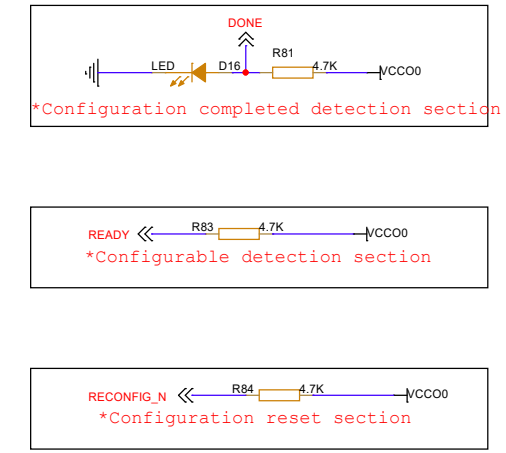 DONE
LED D16 R81 4.7K VCCO0
*Configuration completed detection section
READY R83 4.7K VCCO0
*Configurable detection section
RECONFIG_N R84 4.7K VCCO0
*Configuration reset section